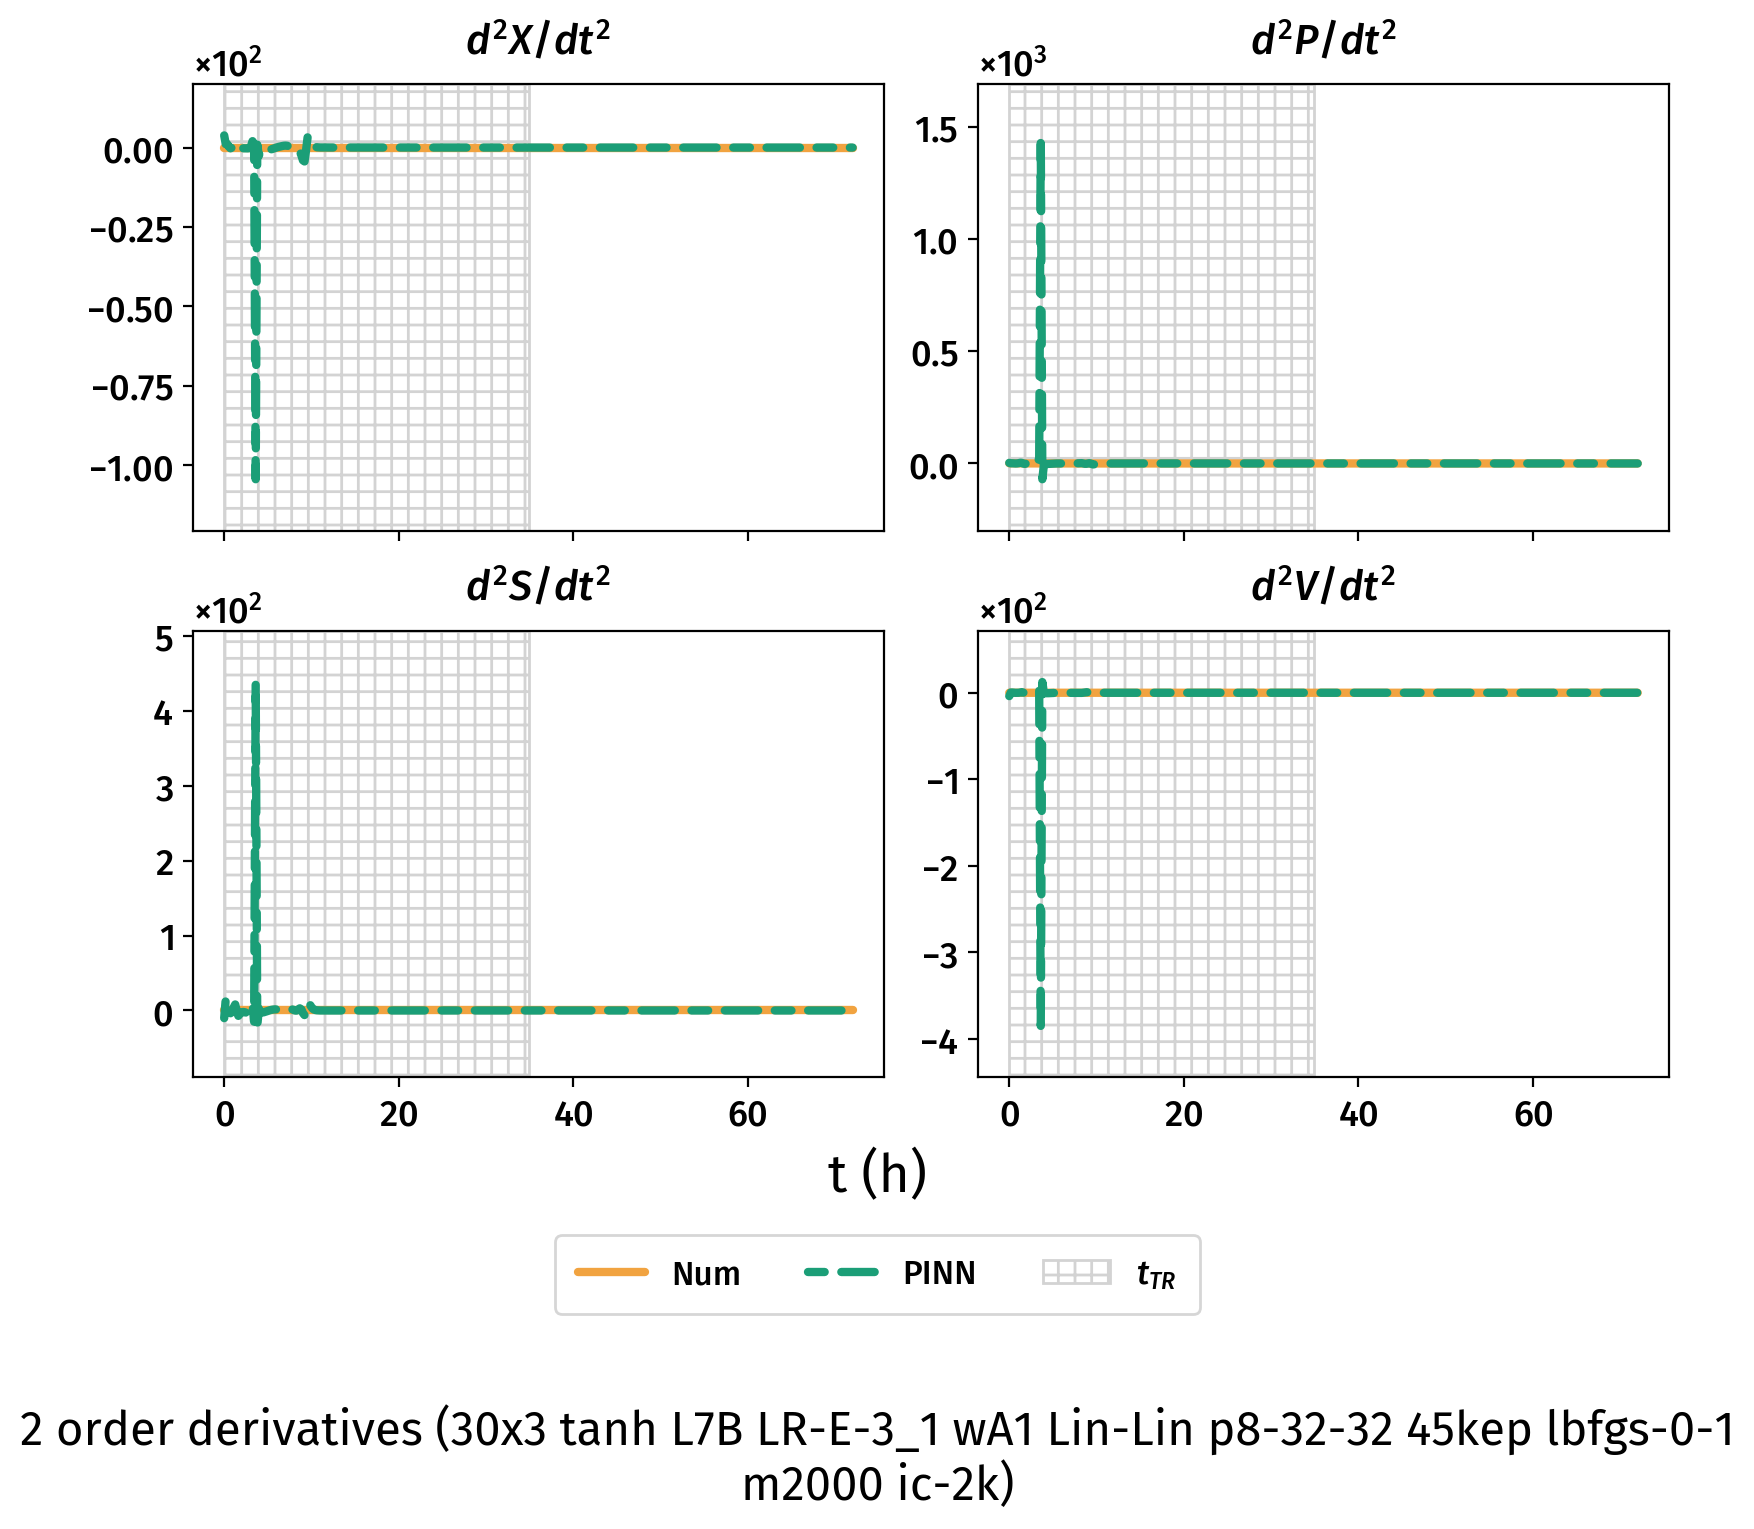 d²X/dt²
×10²
0.00
−0.25
−0.50
−0.75
−1.00
d²P/dt²
×10³
1.5
1.0
0.5
0.0
d²S/dt²
×10²
5
4
3
2
1
0
0 20 40 60
d²V/dt²
×10²
0
−1
−2
−3
−4
0 20 40 60
t (h)
Num PINN t_TR
2 order derivatives (30x3 tanh L7B LR-E-3_1 wA1 Lin-Lin p8-32-32 45kep lbfgs-0-1
m2000 ic-2k)